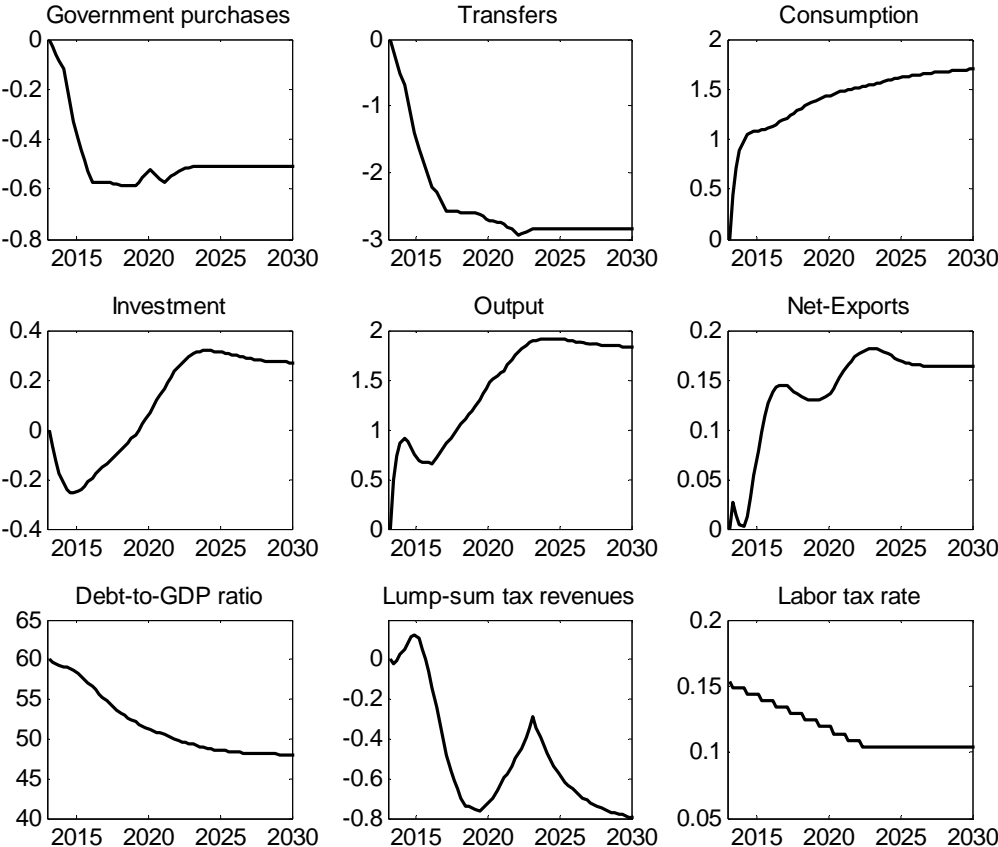 Government purchases
0
-0.2
-0.4
-0.6
-0.8
2015 2020 2025 2030
Transfers
0
-1
-2
-3
2015 2020 2025 2030
Consumption
2
1.5
1
0.5
0
2015 2020 2025 2030
Investment
0.4
0.2
0
-0.2
-0.4
2015 2020 2025 2030
Output
2
1.5
1
0.5
0
2015 2020 2025 2030
Net-Exports
0.2
0.15
0.1
0.05
0
2015 2020 2025 2030
Debt-to-GDP ratio
65
60
55
50
45
40
2015 2020 2025 2030
Lump-sum tax revenues
0
-0.2
-0.4
-0.6
-0.8
2015 2020 2025 2030
Labor tax rate
0.2
0.15
0.1
0.05
2015 2020 2025 2030